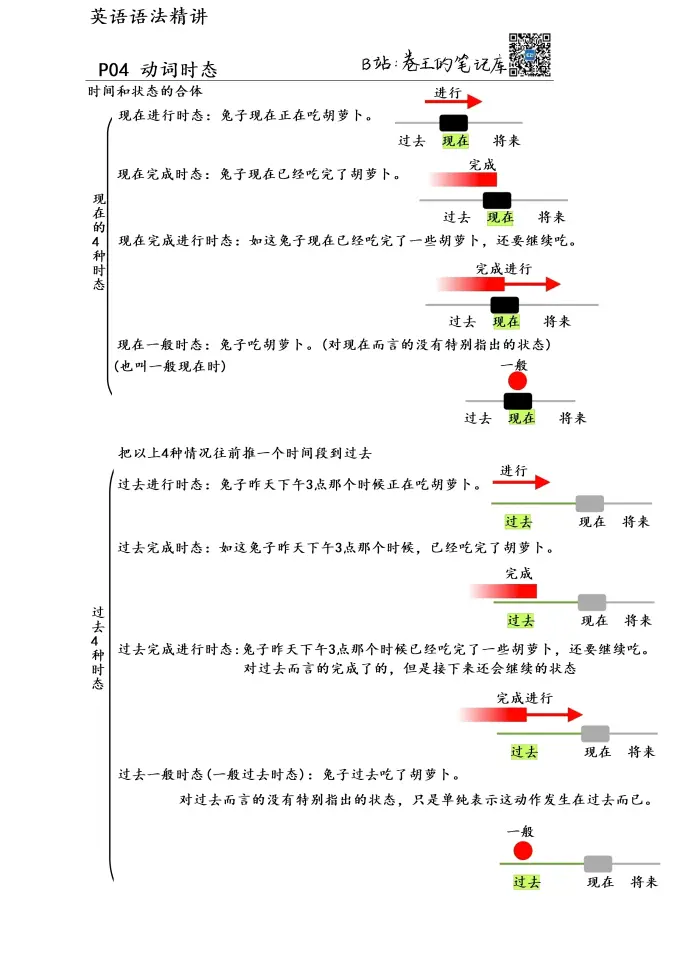 英语语法精讲
P04 动词时态
B站:卷王的笔记库
时间和状态的合体
现在的4种时态
现在进行时态：兔子现在正在吃胡萝卜。
进行
过去 现在 将来
现在完成时态：兔子现在已经吃完了胡萝卜。
完成
过去 现在 将来
现在完成进行时态：如这兔子现在已经吃完了一些胡萝卜，还要继续吃。
完成进行
过去 现在 将来
现在一般时态：兔子吃胡萝卜。(对现在而言的没有特别指出的状态)
(也叫一般现在时)
一般
过去 现在 将来
把以上4种情况往前推一个时间段到过去
过去4种时态
过去进行时态：兔子昨天下午3点那个时候正在吃胡萝卜。
进行
过去 现在 将来
过去完成时态：如这兔子昨天下午3点那个时候，已经吃完了胡萝卜。
完成
过去 现在 将来
过去完成进行时态:兔子昨天下午3点那个时候已经吃完了一些胡萝卜，还要继续吃。
对过去而言的完成了的，但是接下来还会继续的状态
完成进行
过去 现在 将来
过去一般时态(一般过去时态)：兔子过去吃了胡萝卜。
对过去而言的没有特别指出的状态，只是单纯表示这动作发生在过去而已。
一般
过去 现在 将来